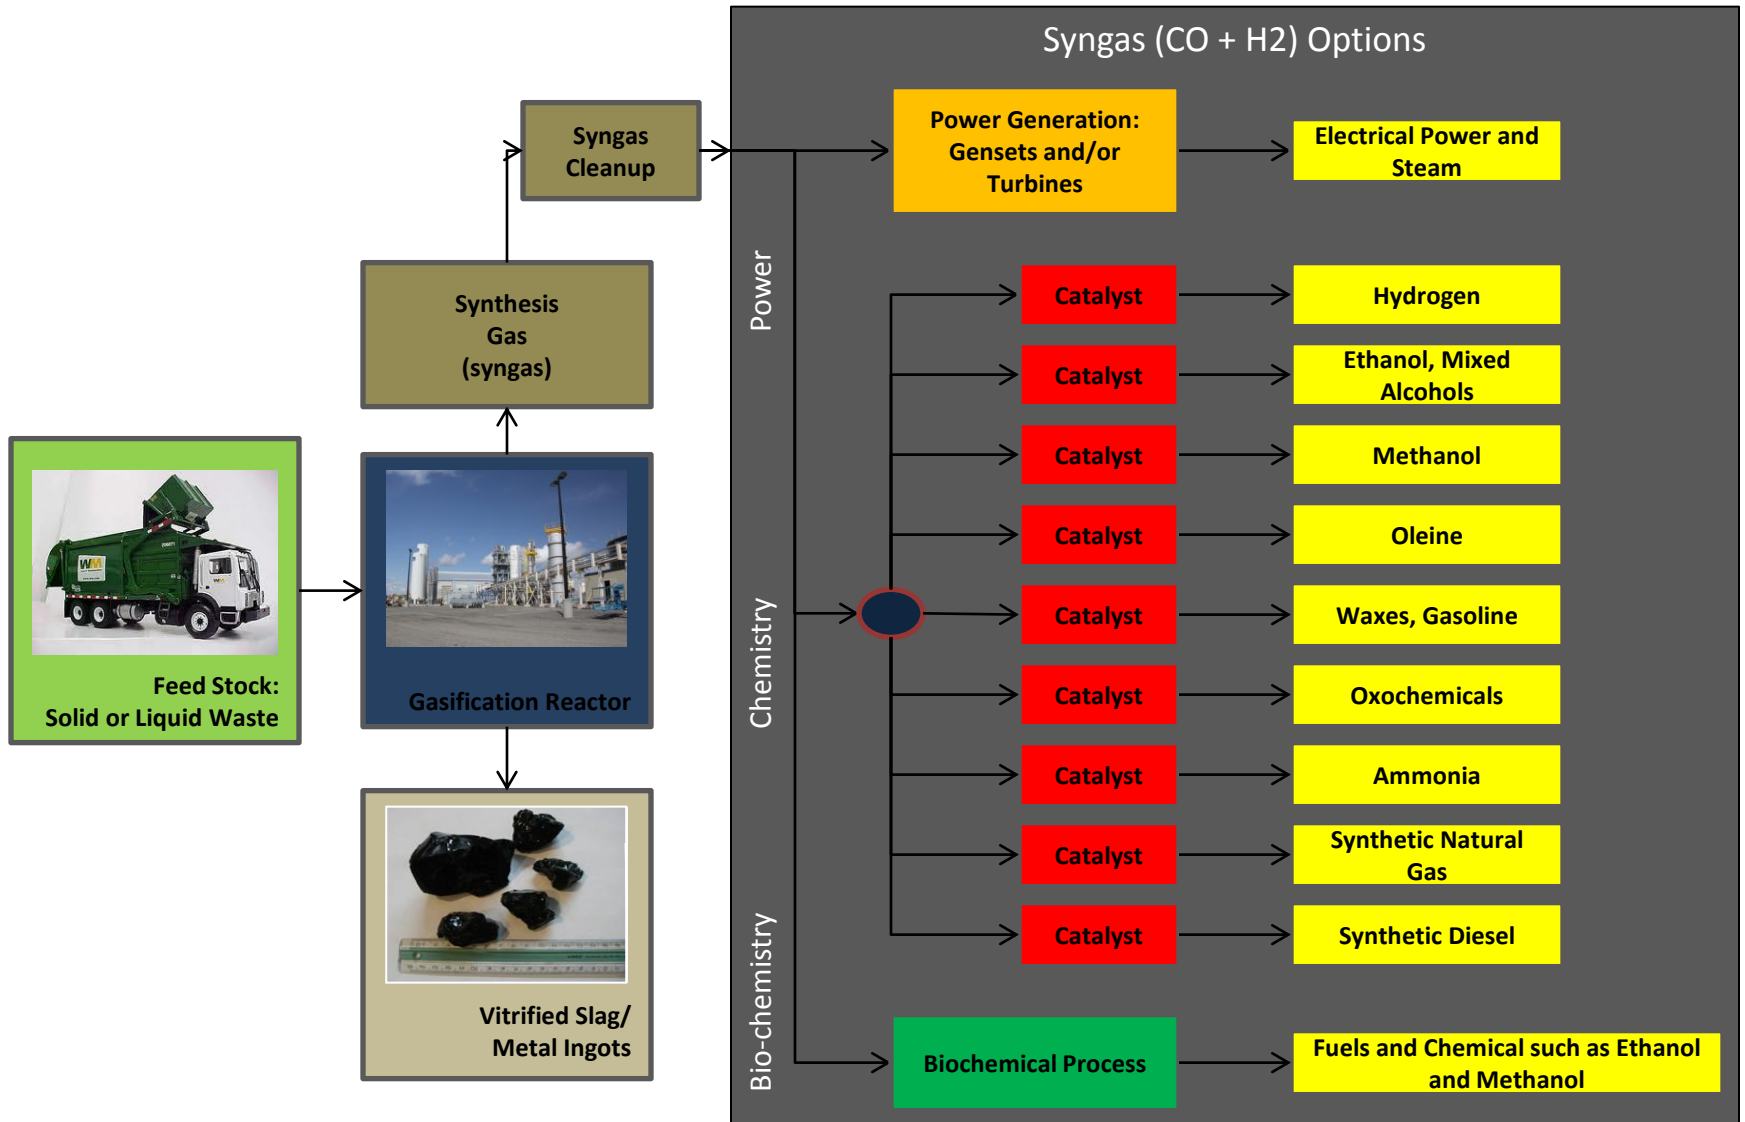 Syngas (CO + H2) Options
Syngas
Cleanup
Power Generation:
Gensets and/or
Turbines
Electrical Power and
Steam
Power
Synthesis
Gas
(syngas)
Catalyst
Hydrogen
Catalyst
Ethanol, Mixed
Alcohols
Catalyst
Methanol
Catalyst
Oleine
Chemistry
Catalyst
Waxes, Gasoline
Catalyst
Oxochemicals
Catalyst
Ammonia
Catalyst
Synthetic Natural
Gas
Catalyst
Synthetic Diesel
WM
WM
Feed Stock:
Solid or Liquid Waste
Gasification Reactor
Vitrified Slag/
Metal Ingots
Bio-chemistry
Biochemical Process
Fuels and Chemical such as Ethanol
and Methanol